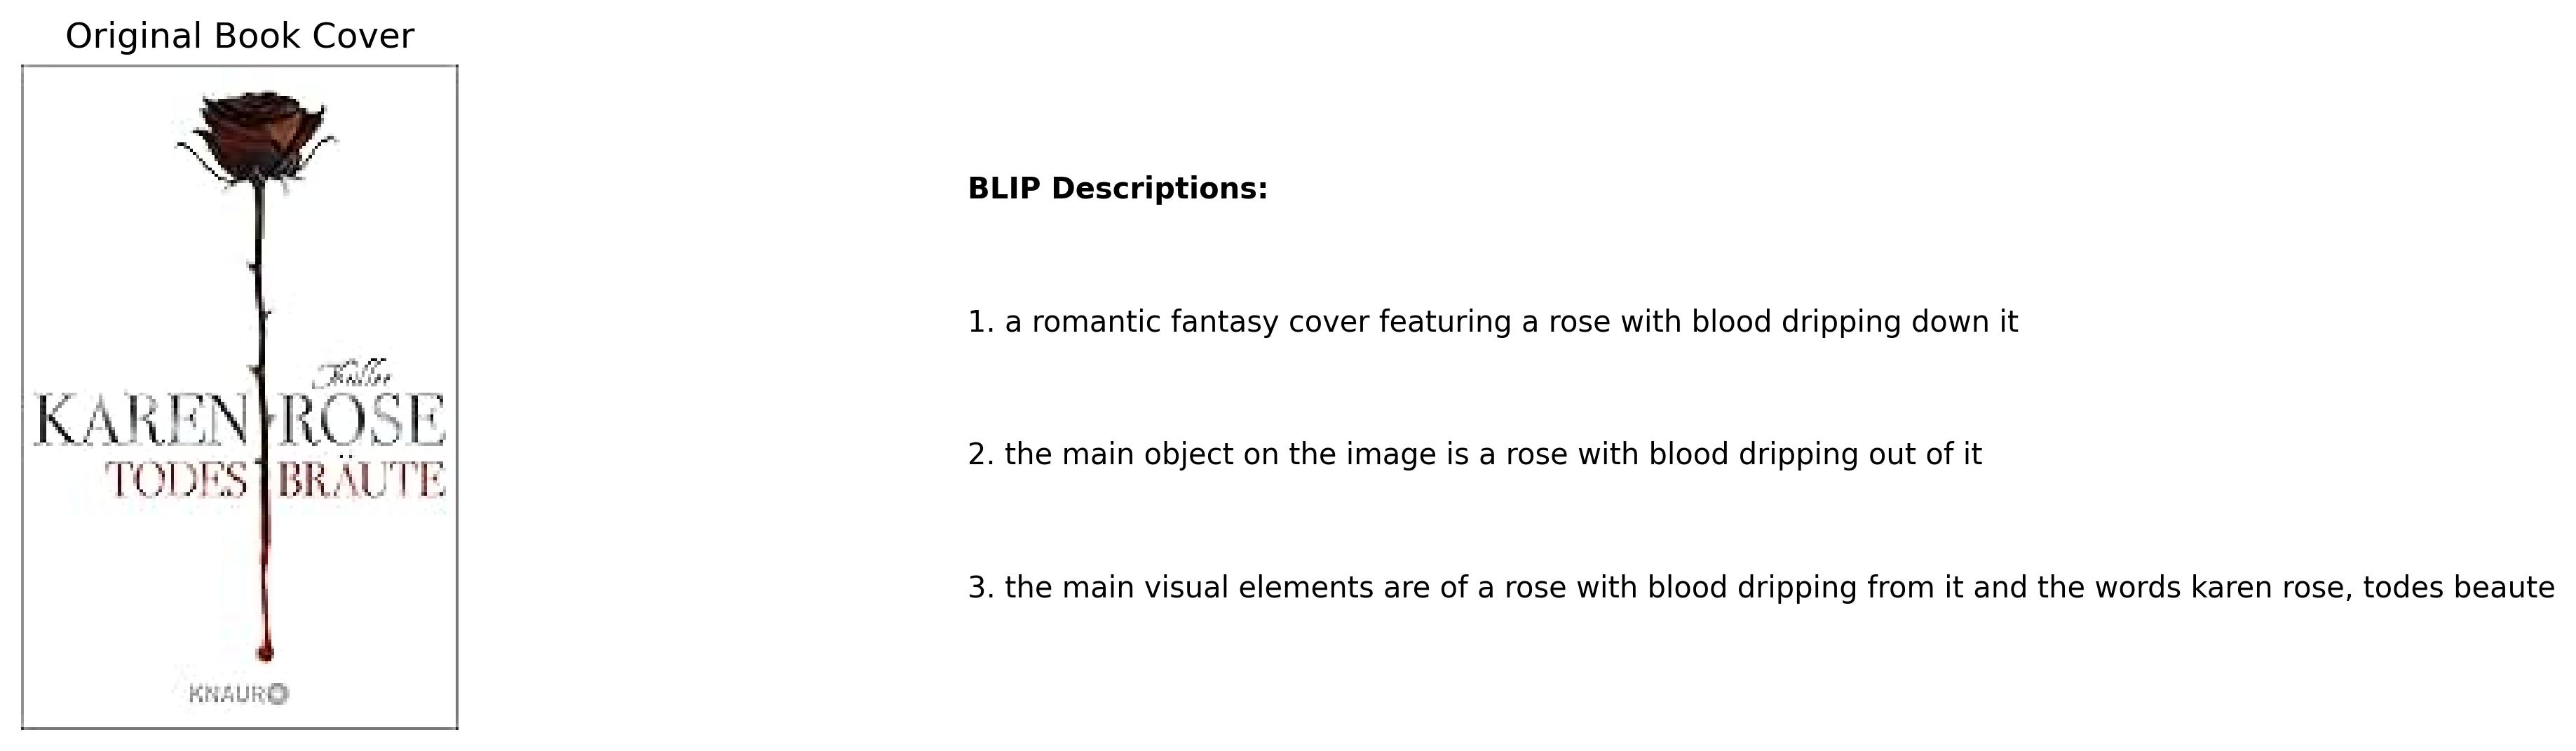 Original Book Cover
Thriller
KAREN ROSE
TODES BRÄUTE
KNAUR
BLIP Descriptions:
1. a romantic fantasy cover featuring a rose with blood dripping down it
2. the main object on the image is a rose with blood dripping out of it
3. the main visual elements are of a rose with blood dripping from it and the words karen rose, todes beaute